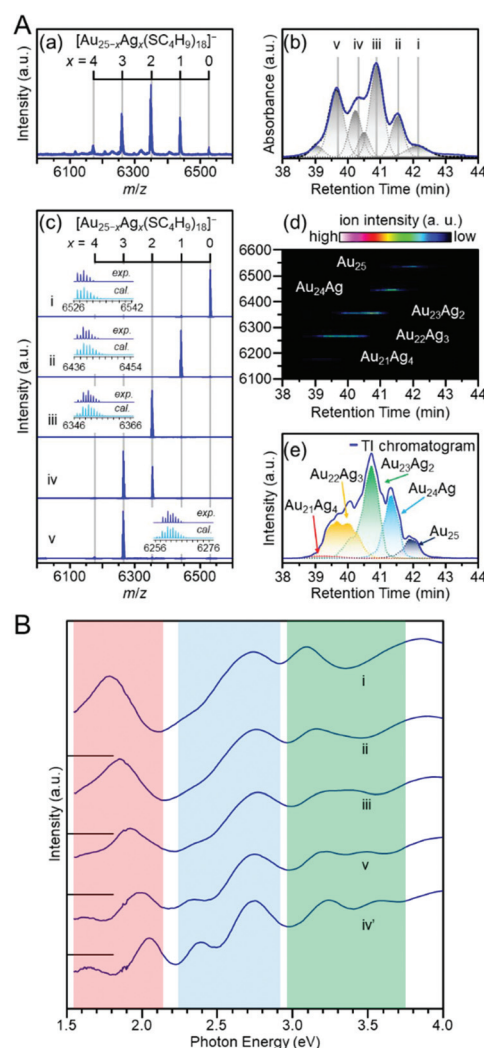 A
(a)
[Au25-xAgx(SC4H9)18]−
x = 4 3 2 1 0
Intensity (a.u.)
6100 6300 6500
m/z
(b)
v iv iii ii i
Absorbance (a.u.)
38 39 40 41 42 43 44
Retention Time (min)
(c)
[Au25-xAgx(SC4H9)18]−
x = 4 3 2 1 0
Intensity (a.u.)
exp.
cal.
i
6526 6542
exp.
cal.
ii
6436 6454
exp.
cal.
iii
6346 6366
iv
exp.
cal.
v
6256 6276
6100 6300 6500
m/z
(d)
ion intensity (a. u.)
high low
m/z
6600
6500
6400
6300
6200
6100
Au25
Au24Ag
Au23Ag2
Au22Ag3
Au21Ag4
38 39 40 41 42 43 44
Retention Time (min)
(e)
TI chromatogram
Intensity (a.u.)
Au23Ag2
Au22Ag3
Au24Ag
Au21Ag4
Au25
38 39 40 41 42 43 44
Retention Time (min)
B
Intensity (a.u.)
i
ii
iii
v
iv'
1.5 2.0 2.5 3.0 3.5 4.0
Photon Energy (eV)